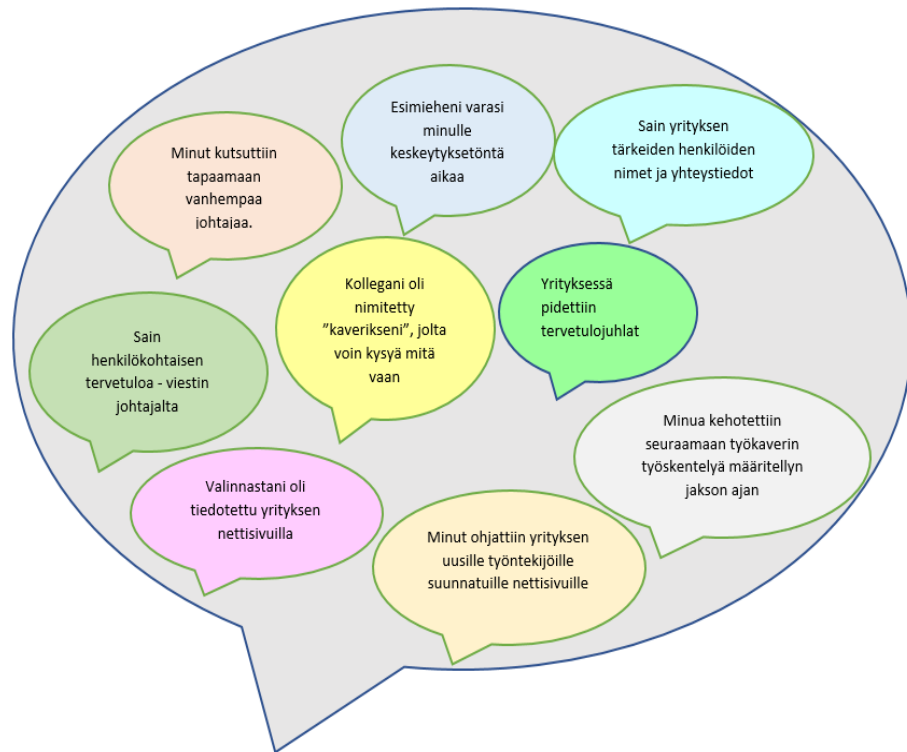 Esimieheni varasi
minulle
keskeytyksetöntä
aikaa
Minut kutsuttiin
tapaamaan
vanhempaa
johtajaa.
Sain yrityksen
tärkeiden henkilöiden
nimet ja yhteystiedot
Kollegani oli
nimitetty
”kaverikseni”, jolta
voin kysyä mitä
vaan
Yrityksessä
pidettiin
tervetulojuhlat
Sain
henkilökohtaisen
tervetuloa - viestin
johtajalta
Minua kehotettiin
seuraamaan työkaverin
työskentelyä määritellyn
jakson ajan
Valinnastani oli
tiedotettu yrityksen
nettisivuilla
Minut ohjattiin yrityksen
uusille työntekijöille
suunnatuille nettisivuille